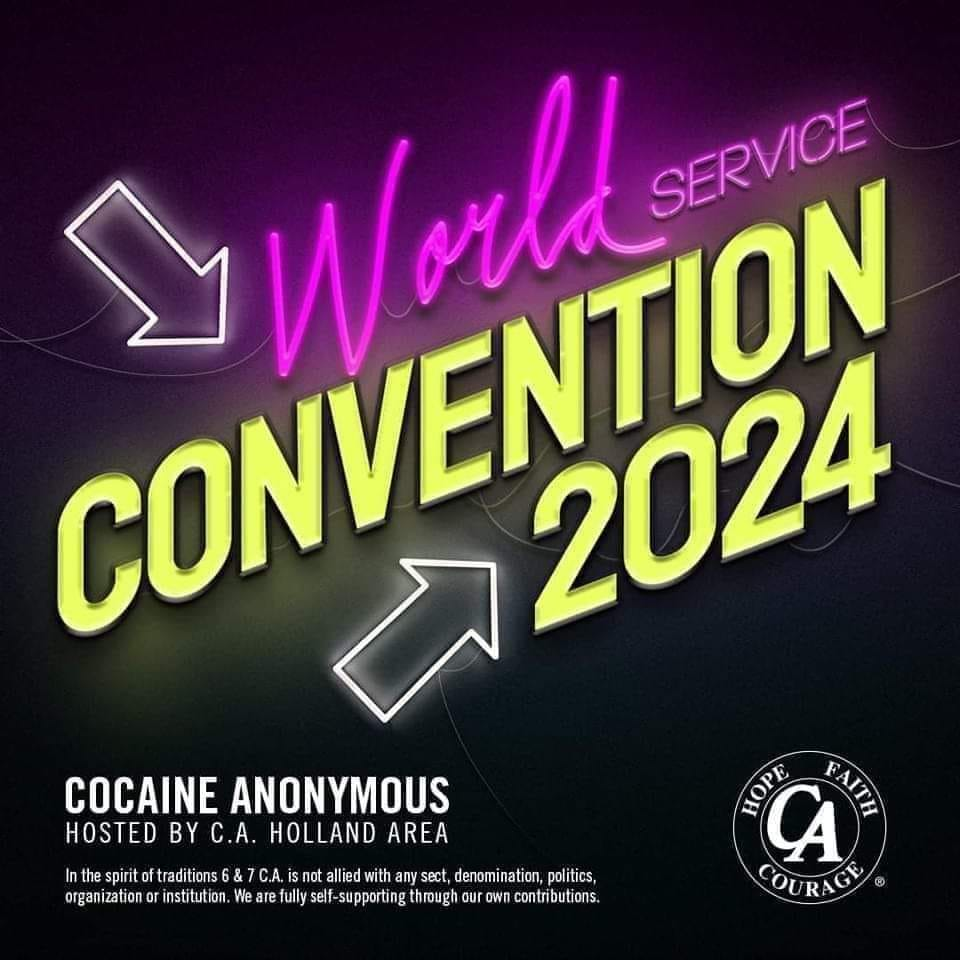 World SERVICE
CONVENTION
2024
COCAINE ANONYMOUS
HOSTED BY C.A. HOLLAND AREA
In the spirit of traditions 6 & 7 C.A. is not allied with any sect, denomination, politics,
organization or institution. We are fully self-supporting through our own contributions.
HOPE FAITH
CA
COURAGE ®